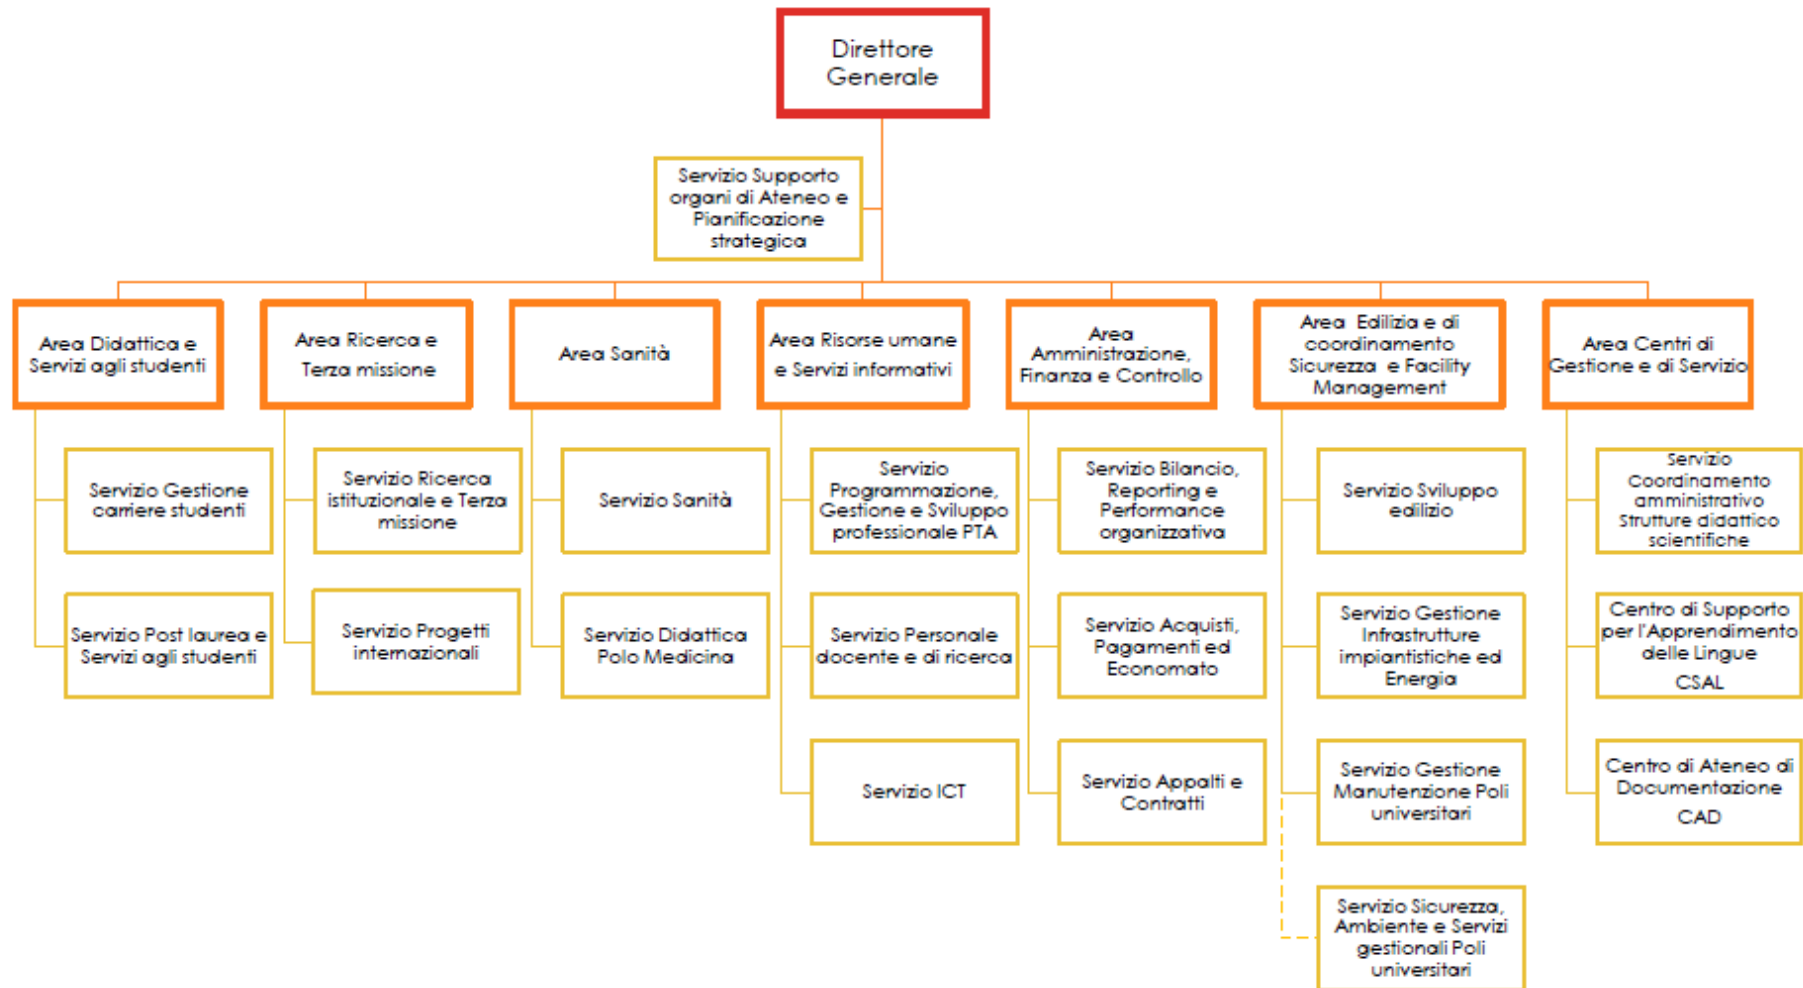 Direttore
Generale
Servizio Supporto
organi di Ateneo e
Pianificazione
strategica
Area Didattica e
Servizi agli studenti
Area Ricerca e
Terza missione
Area Sanità
Area Risorse umane
e Servizi informativi
Area
Amministrazione,
Finanza e Controllo
Area Edilizia e di
coordinamento
Sicurezza e Facility
Management
Area Centri di
Gestione e di Servizio
Servizio Gestione
carriere studenti
Servizio Ricerca
istituzionale e Terza
missione
Servizio Sanità
Servizio
Programmazione,
Gestione e Sviluppo
professionale PTA
Servizio Bilancio,
Reporting e
Performance
organizzativa
Servizio Sviluppo
edilizio
Servizio
Coordinamento
amministrativo
Strutture didattico
scientifiche
Servizio Post laurea e
Servizi agli studenti
Servizio Progetti
internazionali
Servizio Didattica
Polo Medicina
Servizio Personale
docente e di ricerca
Servizio Acquisti,
Pagamenti ed
Economato
Servizio Gestione
Infrastrutture
impiantistiche ed
Energia
Centro di Supporto
per l'Apprendimento
delle Lingue
CSAL
Servizio ICT
Servizio Appalti e
Contratti
Servizio Gestione
Manutenzione Poli
universitari
Centro di Ateneo di
Documentazione
CAD
Servizio Sicurezza,
Ambiente e Servizi
gestionali Poli
universitari